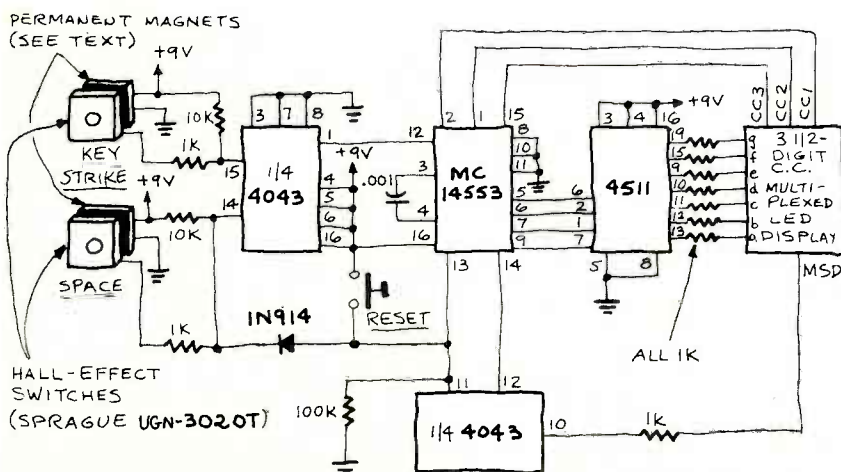 PERMANENT MAGNETS
(SEE TEXT)
+9V
10K
KEY
STRIKE
1K
15
3 7 8
1/4
4043
1
4
5
6
16
14
+9V
10K
SPACE
1K
HALL-EFFECT
SWITCHES
(SPRAGUE UGN-3020T)
1N914
RESET
+9V
.001
12
3
4
16
2 1 15
MC
14553
8
10
11
5
6
7
9
13 14
6
2
1
7
3 4 16
4511
5 8
+9V
19
15
9
10
11
12
13
ALL 1K
CC3 CC2 CC1
g 3 1/2-
f DIGIT
e C.C.
d MULTI-
c PLEXED
b LED
a DISPLAY
MSD
100K
11 12
1/4 4043
10
1K